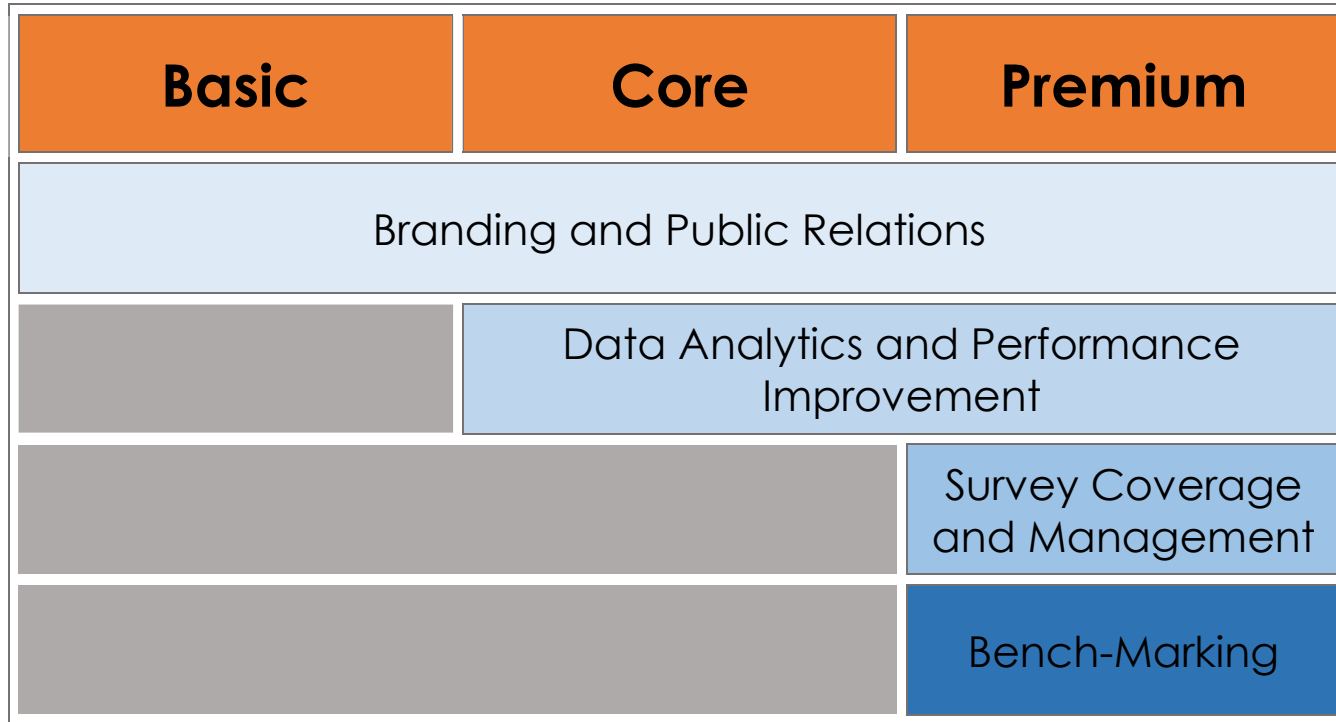 Basic
Core
Premium
Branding and Public Relations
Data Analytics and Performance
Improvement
Survey Coverage
and Management
Bench-Marking